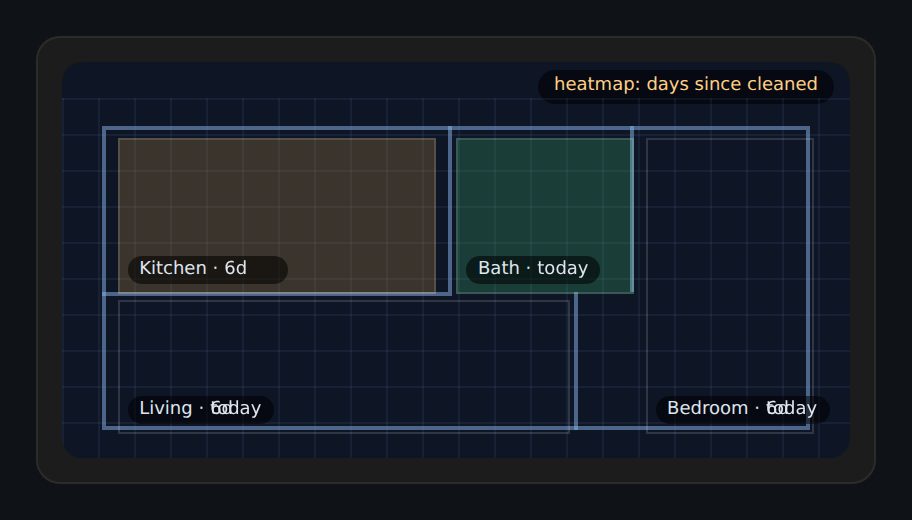 heatmap: days since cleaned
Kitchen · 6d
Bath · today
Living ·
Bedroom ·